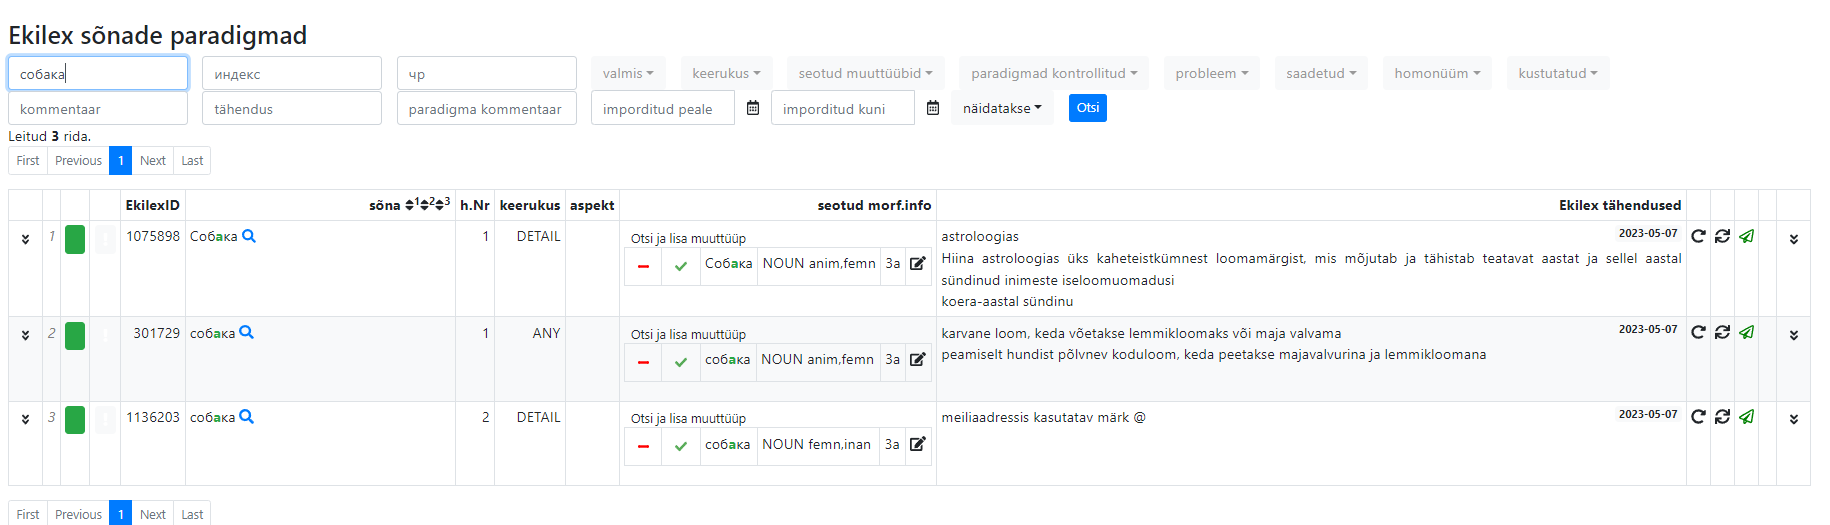 Ekilex sõnade paradigmad
собака индекс чр valmis keerukus seotud muuttüübid paradigmad kontrollitud probleem saadetud homonüüm kustutatud
kommentaar tähendus paradigma kommentaar imporditud peale imporditud kuni näidatakse Otsi
Leitud 3 rida.
First Previous 1 Next Last
EkilexID sõna 1 2 3 h.Nr keerukus aspekt seotud morf.info Ekilex tähendused
1 1075898 Собака 1 DETAIL Otsi ja lisa muuttüüp astroloogias 2023-05-07
Собака NOUN anim,femn 3a Hiina astroloogias üks kaheteistkümnest loomamärgist, mis mõjutab ja tähistab teatavat aastat ja sellel aastal
sündinud inimeste iseloomuomadusi
koera-aastal sündinu
2 301729 собака 1 ANY Otsi ja lisa muuttüüp karvane loom, keda võetakse lemmikloomaks või maja valvama 2023-05-07
собака NOUN anim,femn 3a peamiselt hundist põlvnev koduloom, keda peetakse majavalvurina ja lemmikloomana
3 1136203 собака 2 DETAIL Otsi ja lisa muuttüüp meiliaadressis kasutatav märk @ 2023-05-07
собака NOUN femn,inan 3a
First Previous 1 Next Last